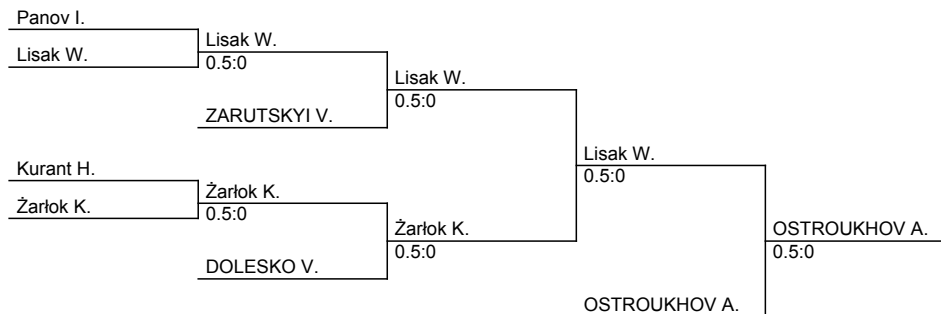 Panov I.
Lisak W.
Lisak W.
0.5:0
Lisak W.
0.5:0
ZARUTSKYI V.
Lisak W.
0.5:0
Kurant H.
Żarłok K.
Żarłok K.
0.5:0
Żarłok K.
0.5:0
OSTROUKHOV A.
0.5:0
DOLESKO V.
OSTROUKHOV A.